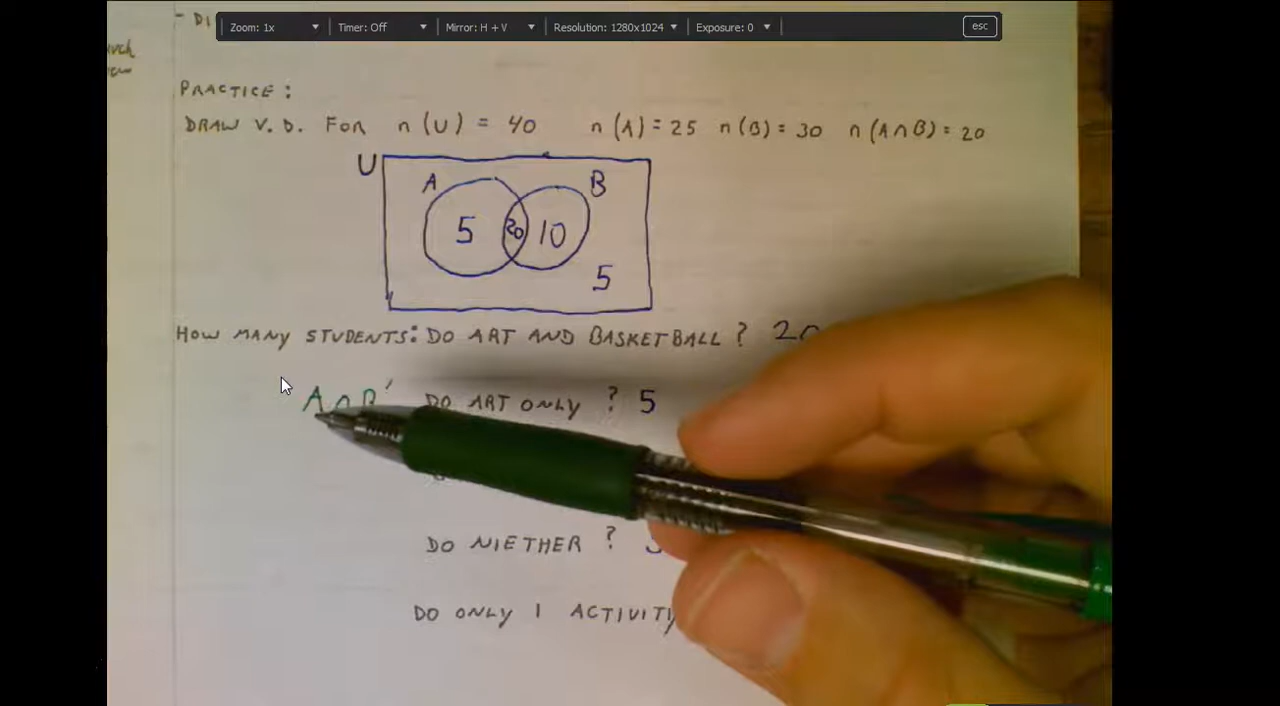 Zoom: 1x Timer: Off Mirror: H + V Resolution: 1280x1024 Exposure: 0 esc
PRACTICE:
DRAW V. D. FOR n(U) = 40 n(A) = 25 n(B) = 30 n(A∩B) = 20
U
A B
5 20 10
5
HOW MANY STUDENTS: DO ART AND BASKETBALL? 20
A∩B' DO ART ONLY? 5
DO NIETHER?
DO ONLY 1 ACTIVITY